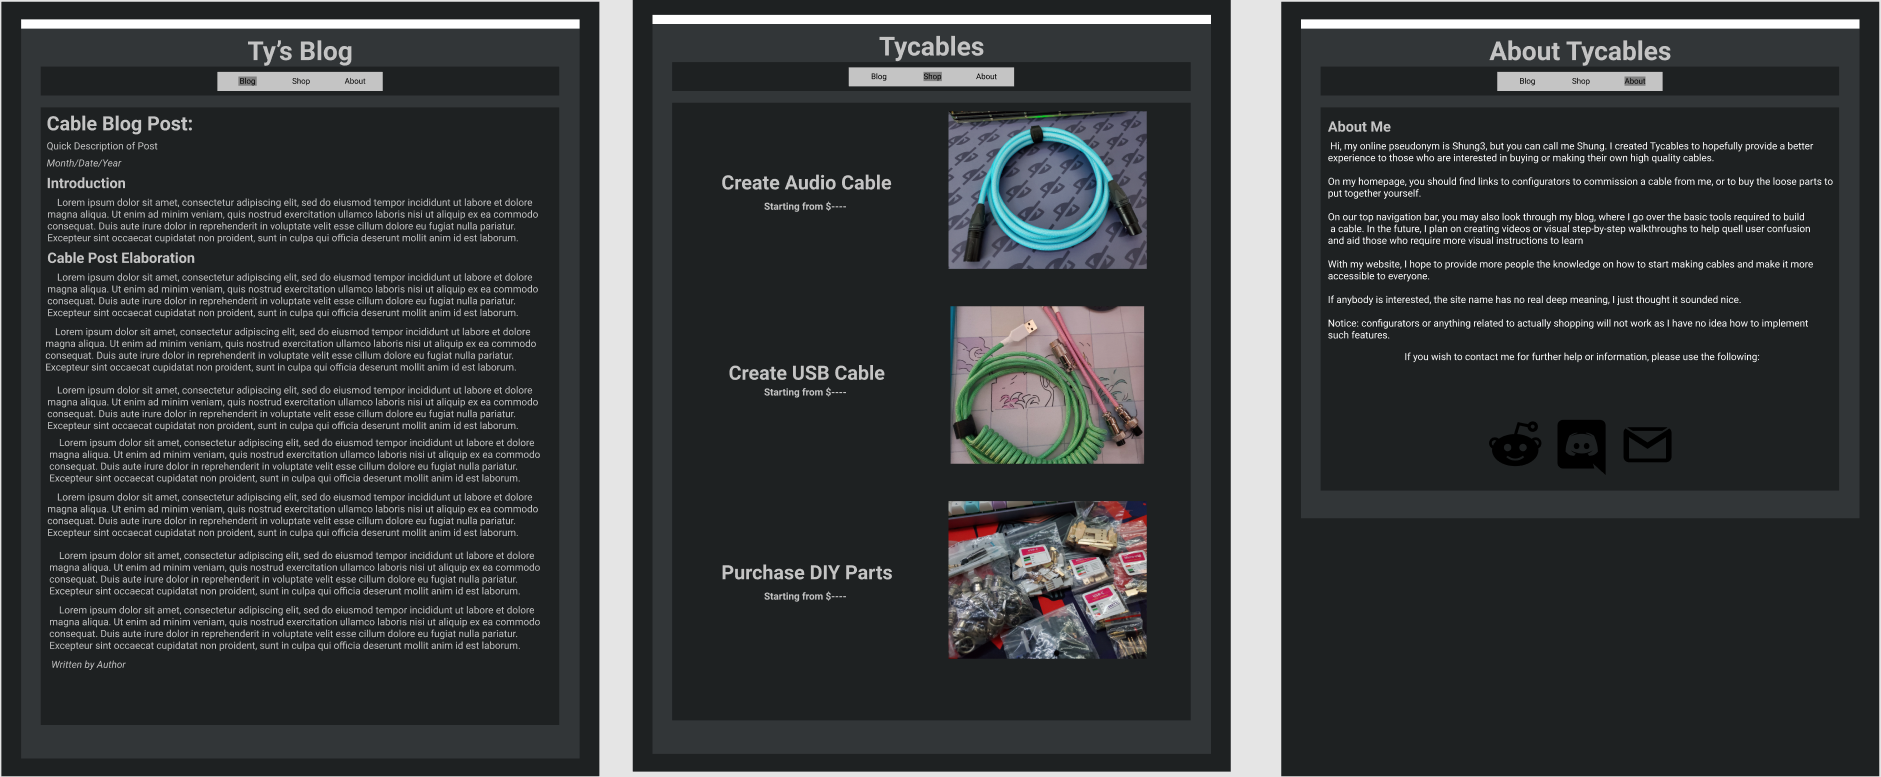 Ty's Blog
Blog Shop About
Cable Blog Post:
Quick Description of Post
Month/Date/Year
Introduction
Lorem ipsum dolor sit amet, consectetur adipiscing elit, sed do eiusmod tempor incididunt ut labore et dolore
magna aliqua. Ut enim ad minim veniam, quis nostrud exercitation ullamco laboris nisi ut aliquip ex ea commodo
consequat. Duis aute irure dolor in reprehenderit in voluptate velit esse cillum dolore eu fugiat nulla pariatur.
Excepteur sint occaecat cupidatat non proident, sunt in culpa qui officia deserunt mollit anim id est laborum.
Cable Post Elaboration
Lorem ipsum dolor sit amet, consectetur adipiscing elit, sed do eiusmod tempor incididunt ut labore et dolore
magna aliqua. Ut enim ad minim veniam, quis nostrud exercitation ullamco laboris nisi ut aliquip ex ea commodo
consequat. Duis aute irure dolor in reprehenderit in voluptate velit esse cillum dolore eu fugiat nulla pariatur.
Excepteur sint occaecat cupidatat non proident, sunt in culpa qui officia deserunt mollit anim id est laborum.
Lorem ipsum dolor sit amet, consectetur adipiscing elit, sed do eiusmod tempor incididunt ut labore et dolore
magna aliqua. Ut enim ad minim veniam, quis nostrud exercitation ullamco laboris nisi ut aliquip ex ea commodo
consequat. Duis aute irure dolor in reprehenderit in voluptate velit esse cillum dolore eu fugiat nulla pariatur.
Excepteur sint occaecat cupidatat non proident, sunt in culpa qui officia deserunt mollit anim id est laborum.
Lorem ipsum dolor sit amet, consectetur adipiscing elit, sed do eiusmod tempor incididunt ut labore et dolore
magna aliqua. Ut enim ad minim veniam, quis nostrud exercitation ullamco laboris nisi ut aliquip ex ea commodo
consequat. Duis aute irure dolor in reprehenderit in voluptate velit esse cillum dolore eu fugiat nulla pariatur.
Excepteur sint occaecat cupidatat non proident, sunt in culpa qui officia deserunt mollit anim id est laborum.
Lorem ipsum dolor sit amet, consectetur adipiscing elit, sed do eiusmod tempor incididunt ut labore et dolore
magna aliqua. Ut enim ad minim veniam, quis nostrud exercitation ullamco laboris nisi ut aliquip ex ea commodo
consequat. Duis aute irure dolor in reprehenderit in voluptate velit esse cillum dolore eu fugiat nulla pariatur.
Excepteur sint occaecat cupidatat non proident, sunt in culpa qui officia deserunt mollit anim id est laborum.
Lorem ipsum dolor sit amet, consectetur adipiscing elit, sed do eiusmod tempor incididunt ut labore et dolore
magna aliqua. Ut enim ad minim veniam, quis nostrud exercitation ullamco laboris nisi ut aliquip ex ea commodo
consequat. Duis aute irure dolor in reprehenderit in voluptate velit esse cillum dolore eu fugiat nulla pariatur.
Excepteur sint occaecat cupidatat non proident, sunt in culpa qui officia deserunt mollit anim id est laborum.
Lorem ipsum dolor sit amet, consectetur adipiscing elit, sed do eiusmod tempor incididunt ut labore et dolore
magna aliqua. Ut enim ad minim veniam, quis nostrud exercitation ullamco laboris nisi ut aliquip ex ea commodo
consequat. Duis aute irure dolor in reprehenderit in voluptate velit esse cillum dolore eu fugiat nulla pariatur.
Excepteur sint occaecat cupidatat non proident, sunt in culpa qui officia deserunt mollit anim id est laborum.
Lorem ipsum dolor sit amet, consectetur adipiscing elit, sed do eiusmod tempor incididunt ut labore et dolore
magna aliqua. Ut enim ad minim veniam, quis nostrud exercitation ullamco laboris nisi ut aliquip ex ea commodo
consequat. Duis aute irure dolor in reprehenderit in voluptate velit esse cillum dolore eu fugiat nulla pariatur.
Excepteur sint occaecat cupidatat non proident, sunt in culpa qui officia deserunt mollit anim id est laborum.
Written by Author
Tycables
Blog Shop About
Create Audio Cable
Starting from $----
Create USB Cable
Starting from $----
Purchase DIY Parts
Starting from $----
About Tycables
Blog Shop About
About Me
Hi, my online pseudonym is Shung3, but you can call me Shung. I created Tycables to hopefully provide a better
experience to those who are interested in buying or making their own high quality cables.
On my homepage, you should find links to configurators to commission a cable from me, or to buy the loose parts to
put together yourself.
On our top navigation bar, you may also look through my blog, where I go over the basic tools required to build
a cable. In the future, I plan on creating videos or visual step-by-step walkthroughs to help quell user confusion
and aid those who require more visual instructions to learn
With my website, I hope to provide more people the knowledge on how to start making cables and make it more
accessible to everyone.
If anybody is interested, the site name has no real deep meaning, I just thought it sounded nice.
Notice: configurators or anything related to actually shopping will not work as I have no idea how to implement
such features.
If you wish to contact me for further help or information, please use the following: